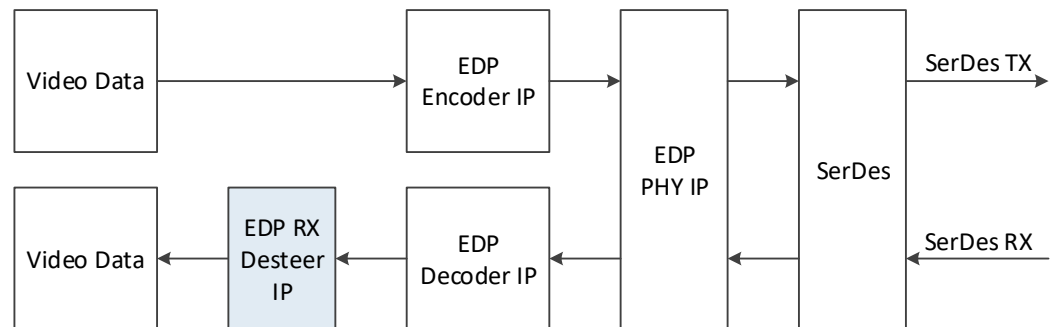 Video Data
EDP
Encoder IP
EDP
PHY IP
SerDes
SerDes TX
Video Data
EDP RX
Desteer
IP
EDP
Decoder IP
SerDes RX